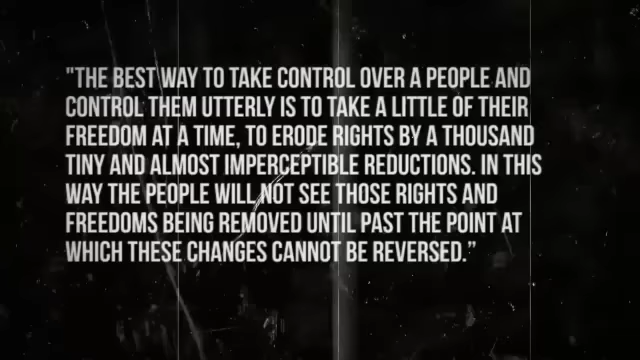 "THE BEST WAY TO TAKE CONTROL OVER A PEOPLE AND
CONTROL THEM UTTERLY IS TO TAKE A LITTLE OF THEIR
FREEDOM AT A TIME, TO ERODE RIGHTS BY A THOUSAND
TINY AND ALMOST IMPERCEPTIBLE REDUCTIONS. IN THIS
WAY THE PEOPLE WILL NOT SEE THOSE RIGHTS AND
FREEDOMS BEING REMOVED UNTIL PAST THE POINT AT
WHICH THESE CHANGES CANNOT BE REVERSED.”